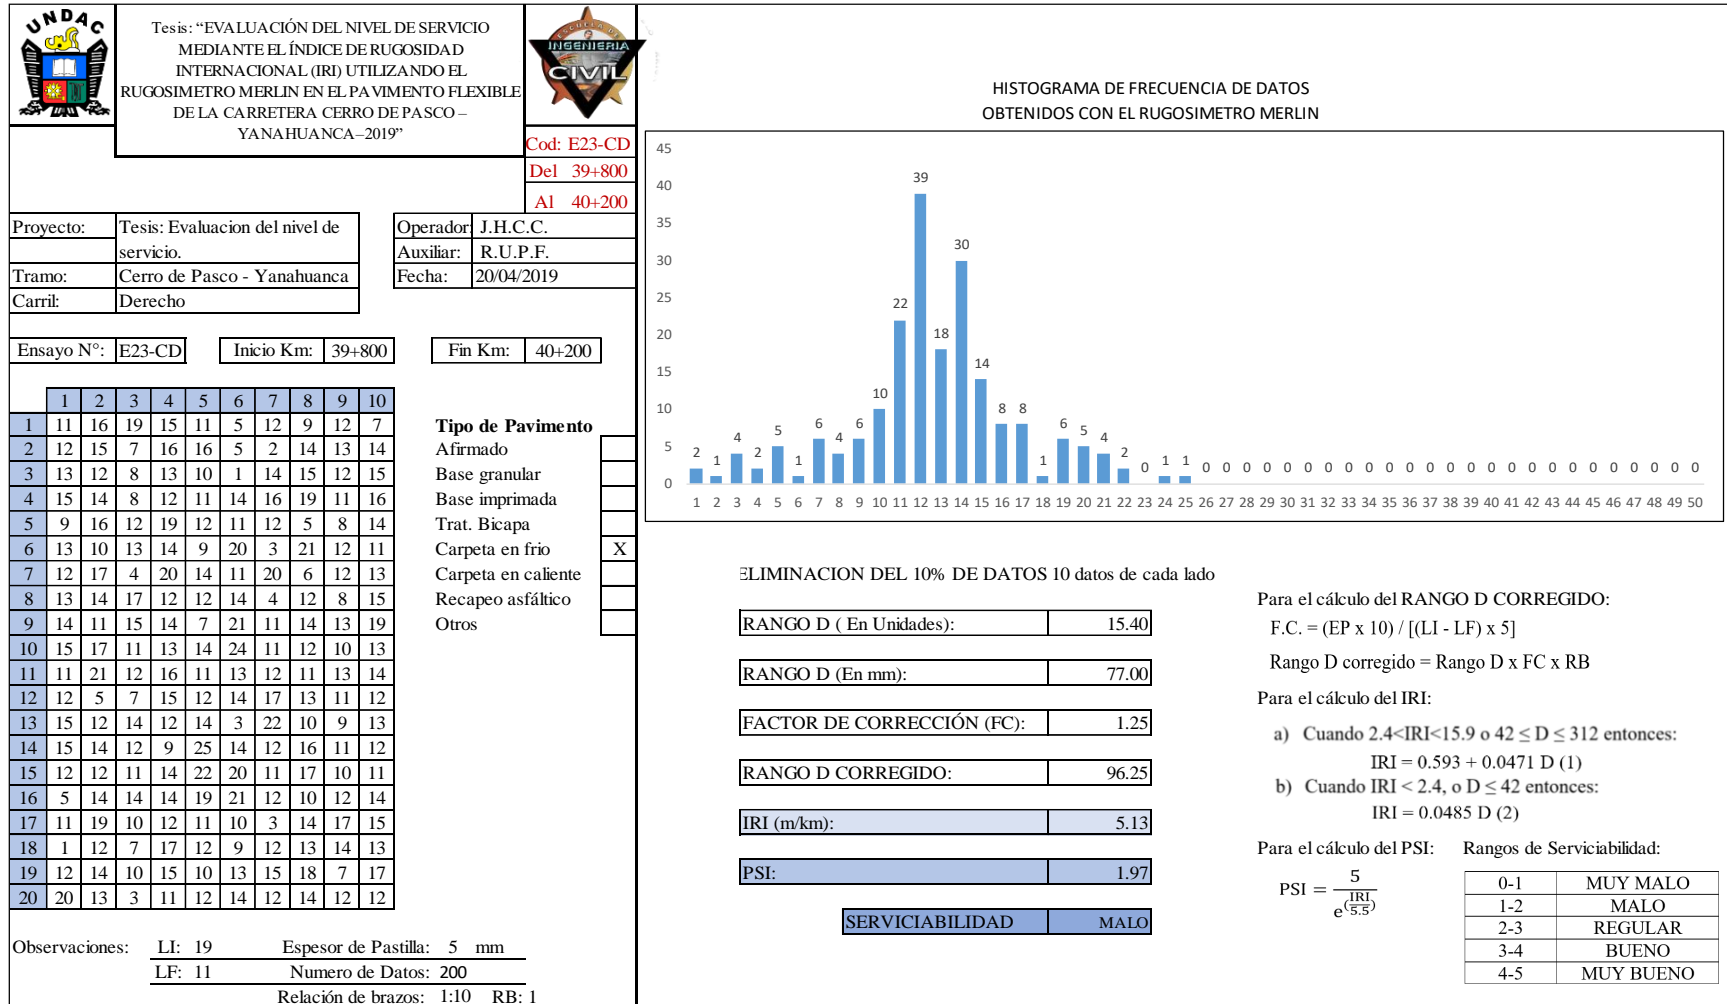 UNDAC
Tesis: “EVALUACIÓN DEL NIVEL DE SERVICIO
MEDIANTE EL ÍNDICE DE RUGOSIDAD
INTERNACIONAL (IRI) UTILIZANDO EL
RUGOSIMETRO MERLIN EN EL PAVIMENTO FLEXIBLE
DE LA CARRETERA CERRO DE PASCO –
YANAHUANCA–2019”
ESCUELA DE
INGENIERIA
CIVIL
Cod: E23-CD
Del 39+800
Al 40+200
Proyecto: Tesis: Evaluacion del nivel de
servicio.
Tramo: Cerro de Pasco - Yanahuanca
Carril: Derecho
Operador: J.H.C.C.
Auxiliar: R.U.P.F.
Fecha: 20/04/2019
Ensayo N°: E23-CD Inicio Km: 39+800 Fin Km: 40+200
1 2 3 4 5 6 7 8 9 10
1 11 16 19 15 11 5 12 9 12 7
2 12 15 7 16 16 5 2 14 13 14
3 13 12 8 13 10 1 14 15 12 15
4 15 14 8 12 11 14 16 19 11 16
5 9 16 12 19 12 11 12 5 8 14
6 13 10 13 14 9 20 3 21 12 11
7 12 17 4 20 14 11 20 6 12 13
8 13 14 17 12 12 14 4 12 8 15
9 14 11 15 14 7 21 11 14 13 19
10 15 17 11 13 14 24 11 12 10 13
11 11 21 12 16 11 13 12 11 13 14
12 12 5 7 15 12 14 17 13 11 12
13 15 12 14 12 14 3 22 10 9 13
14 15 14 12 9 25 14 12 16 11 12
15 12 12 11 14 22 20 11 17 10 11
16 5 14 14 14 19 21 12 10 12 14
17 11 19 10 12 11 10 3 14 17 15
18 1 12 7 17 12 9 12 13 14 13
19 12 14 10 15 10 13 15 18 7 17
20 20 13 3 11 12 14 12 14 12 12
Tipo de Pavimento
Afirmado
Base granular
Base imprimada
Trat. Bicapa
Carpeta en frio X
Carpeta en caliente
Recapeo asfáltico
Otros
Observaciones: LI: 19 Espesor de Pastilla: 5 mm
LF: 11 Numero de Datos: 200
Relación de brazos: 1:10 RB: 1
HISTOGRAMA DE FRECUENCIA DE DATOS
OBTENIDOS CON EL RUGOSIMETRO MERLIN
45
40
35
30
25
20
15
10
5
0
2 1 4 2 5 1 6 4 6 10 22 39 18 30 14 8 8 1 6 5 4 2 0 1 1 0 0 0 0 0 0 0 0 0 0 0 0 0 0 0 0 0 0 0 0 0 0 0 0 0
1 2 3 4 5 6 7 8 9 10 11 12 13 14 15 16 17 18 19 20 21 22 23 24 25 26 27 28 29 30 31 32 33 34 35 36 37 38 39 40 41 42 43 44 45 46 47 48 49 50
ELIMINACION DEL 10% DE DATOS 10 datos de cada lado
RANGO D ( En Unidades): 15.40
RANGO D (En mm): 77.00
FACTOR DE CORRECCIÓN (FC): 1.25
RANGO D CORREGIDO: 96.25
IRI (m/km): 5.13
PSI: 1.97
SERVICIABILIDAD MALO
Para el cálculo del RANGO D CORREGIDO:
F.C. = (EP x 10) / [(LI - LF) x 5]
Rango D corregido = Rango D x FC x RB
Para el cálculo del IRI:
a) Cuando 2.4<IRI<15.9 o 42 ≤ D ≤ 312 entonces:
IRI = 0.593 + 0.0471 D (1)
b) Cuando IRI < 2.4, o D ≤ 42 entonces:
IRI = 0.0485 D (2)
Para el cálculo del PSI:
PSI = 5 / e^(IRI/5.5)
Rangos de Serviciabilidad:
0-1 MUY MALO
1-2 MALO
2-3 REGULAR
3-4 BUENO
4-5 MUY BUENO